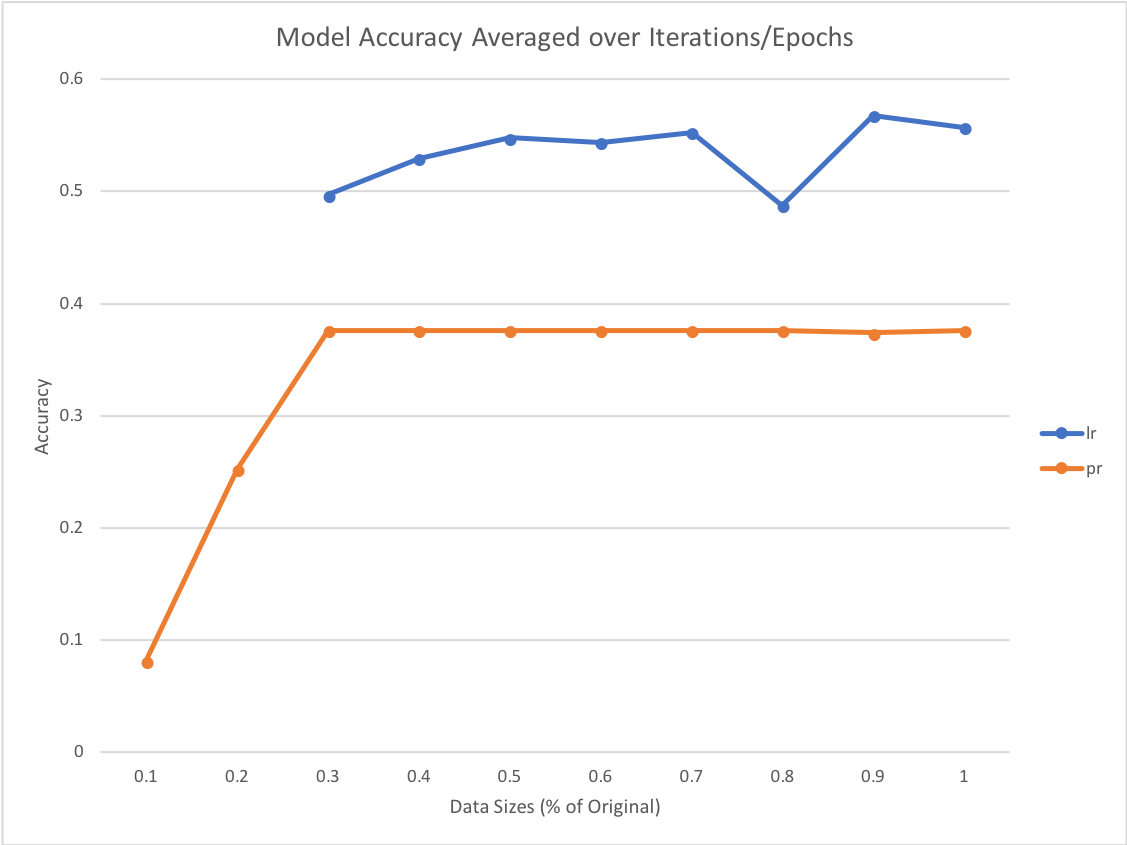 Model Accuracy Averaged over Iterations/Epochs
0.6
0.5
0.4
0.3
0.2
0.1
0
Accuracy
0.1 0.2 0.3 0.4 0.5 0.6 0.7 0.8 0.9 1
Data Sizes (% of Original)
lr
pr